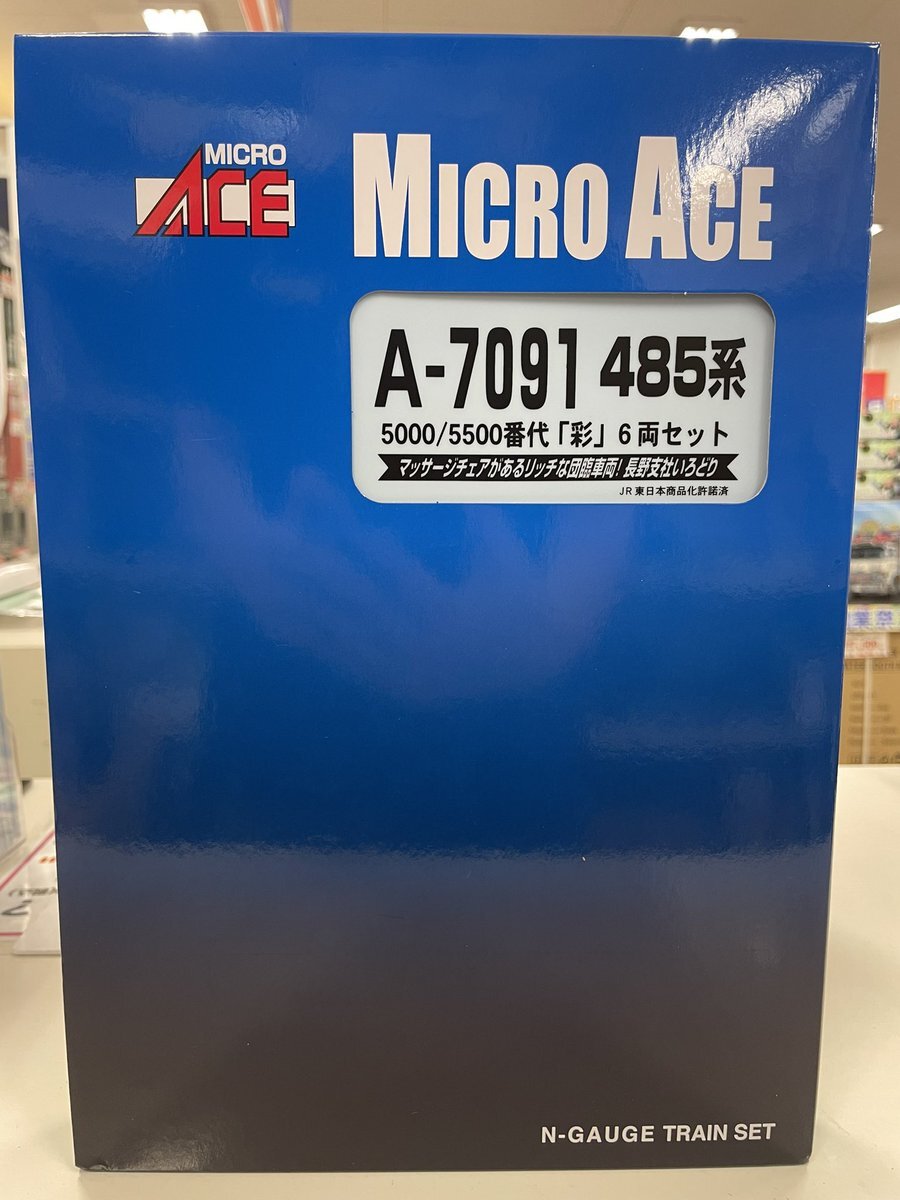 MICRO
ACE
MICRO ACE
A-7091 485系
5000/5500番代「彩」6両セット
マッサージチェアがあるリッチな団臨車両!長野支社いろどり
JR東日本商品化許諾済
N-GAUGE TRAIN SET